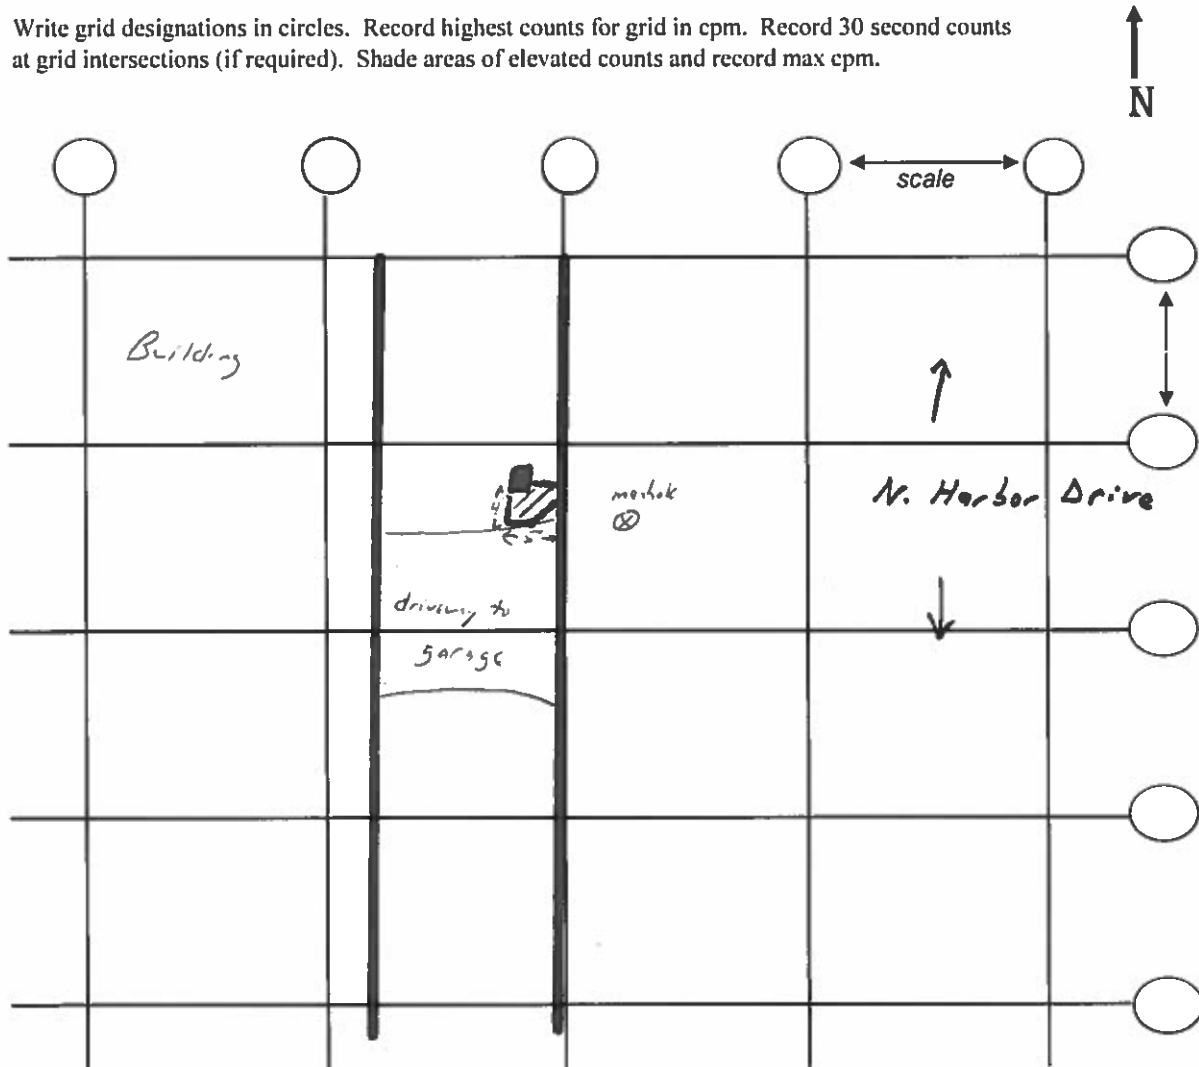 Write grid designations in circles. Record highest counts for grid in cpm. Record 30 second counts
at grid intersections (if required). Shade areas of elevated counts and record max cpm.
N
scale
Building
N. Harbor Drive
4
driveway to
garage